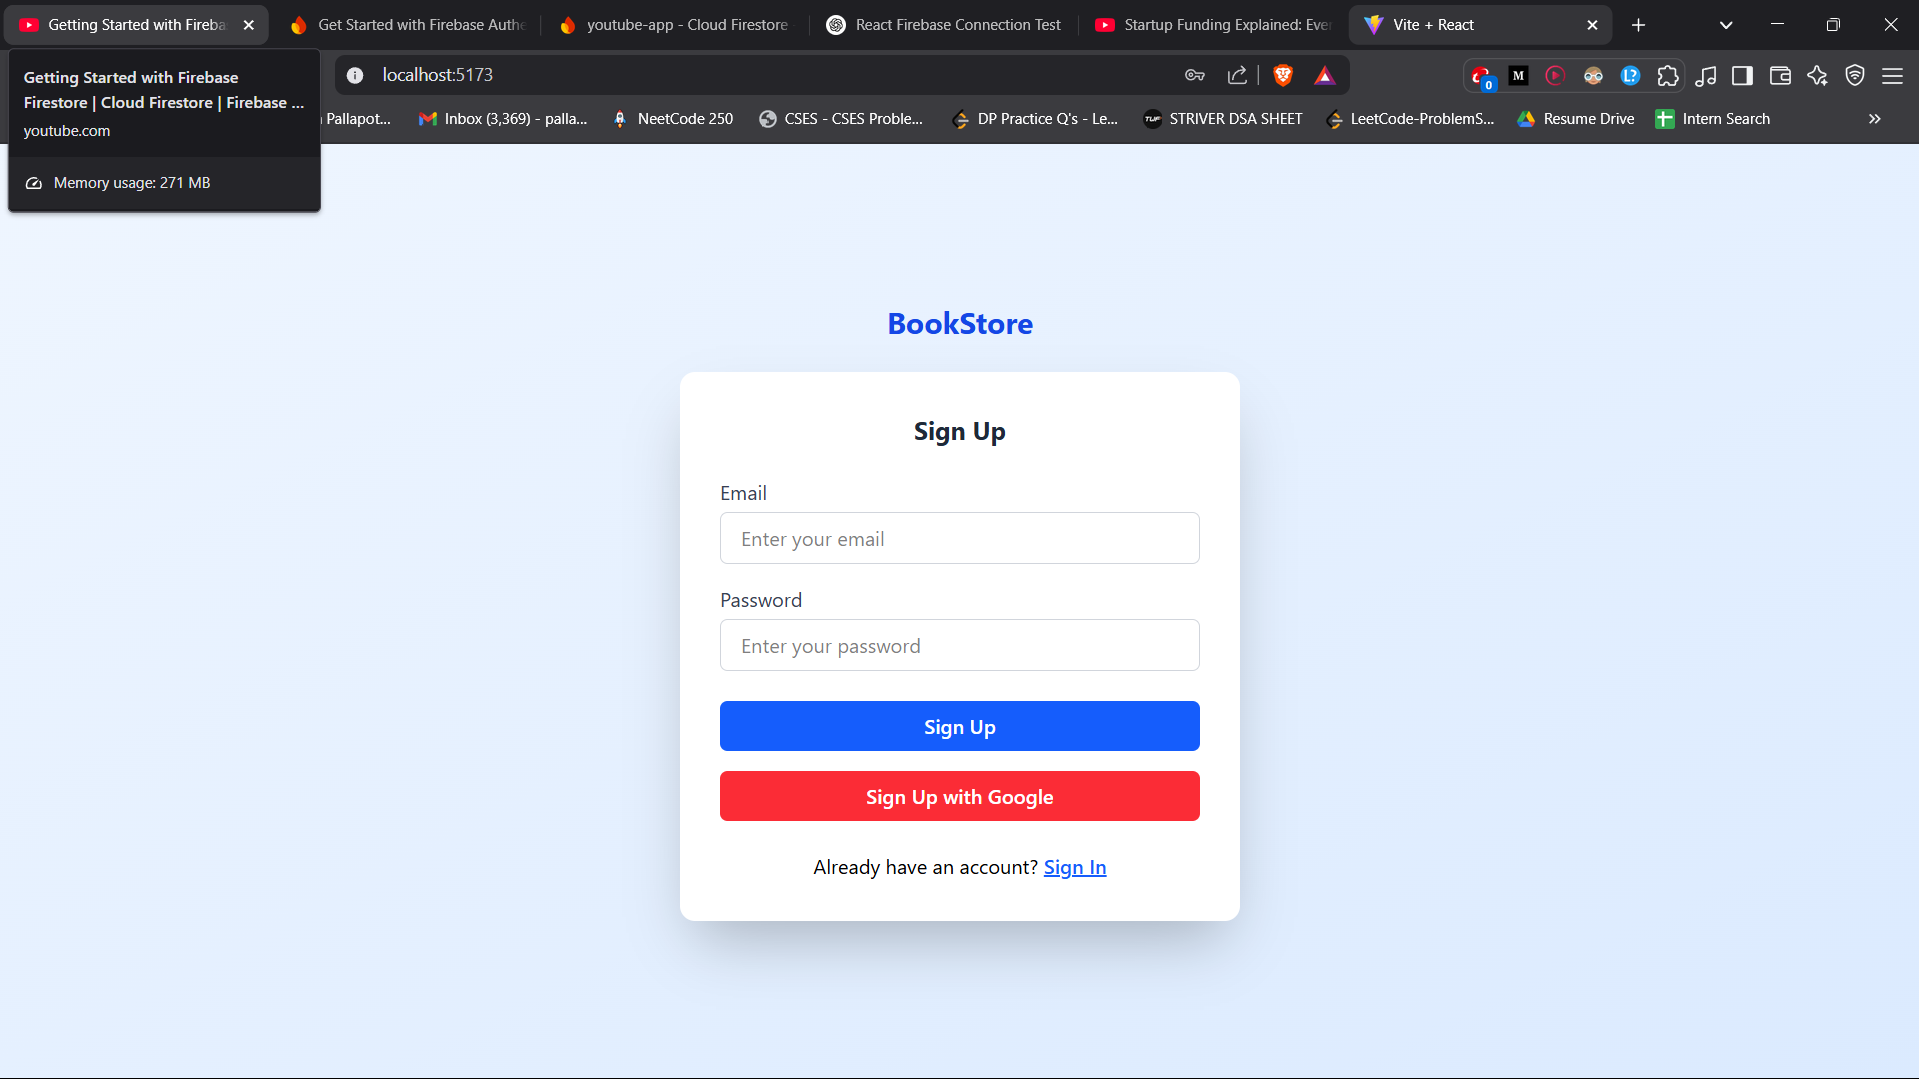 Getting Started with Fireba
Get Started with Firebase Authe
youtube-app - Cloud Firestore -
React Firebase Connection Test
Startup Funding Explained: Ever
Vite + React
Getting Started with Firebase
Firestore | Cloud Firestore | Firebase ...
youtube.com
Memory usage: 271 MB
localhost:5173
0
M
L?
Pallapot...
Inbox (3,369) - palla...
NeetCode 250
CSES - CSES Proble...
DP Practice Q's - Le...
TUF
STRIVER DSA SHEET
LeetCode-ProblemS...
Resume Drive
Intern Search
BookStore
Sign Up
Email
Enter your email
Password
Enter your password
Sign Up
Sign Up with Google
Already have an account? Sign In